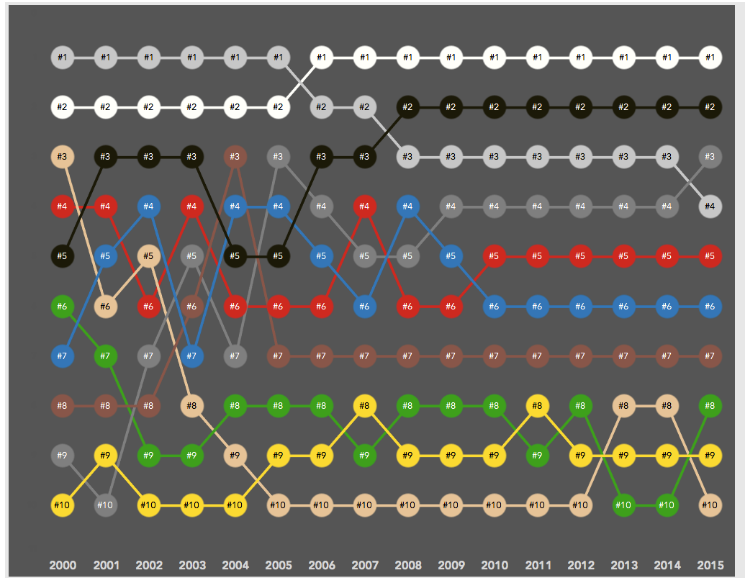 #1 #1 #1 #1 #1 #1 #1 #1 #1 #1 #1 #1 #1 #1 #1 #1
#2 #2 #2 #2 #2 #2 #2 #2 #2 #2 #2 #2 #2 #2 #2 #2
#3 #3 #3 #3 #3 #3 #3 #3 #3 #3 #3 #3 #3 #3 #3 #3
#4 #4 #4 #4 #4 #4 #4 #4 #4 #4 #4 #4 #4 #4 #4 #4
#5 #5 #5 #5 #5 #5 #5 #5 #5 #5 #5 #5 #5 #5 #5 #5
#6 #6 #6 #6 #6 #6 #6 #6 #6 #6 #6 #6 #6 #6 #6 #6
#7 #7 #7 #7 #7 #7 #7 #7 #7 #7 #7 #7 #7 #7 #7 #7
#8 #8 #8 #8 #8 #8 #8 #8 #8 #8 #8 #8 #8 #8 #8 #8
#9 #9 #9 #9 #9 #9 #9 #9 #9 #9 #9 #9 #9 #9 #9 #9
#10 #10 #10 #10 #10 #10 #10 #10 #10 #10 #10 #10 #10 #10 #10 #10
2000 2001 2002 2003 2004 2005 2006 2007 2008 2009 2010 2011 2012 2013 2014 2015